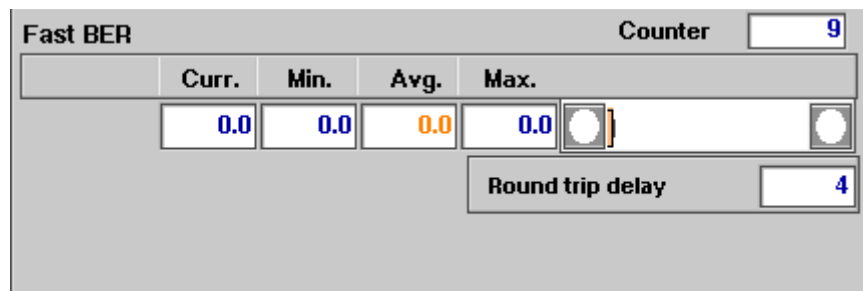 Fast BER Counter 9
Curr. Min. Avg. Max.
0.0 0.0 0.0 0.0
Round trip delay 4